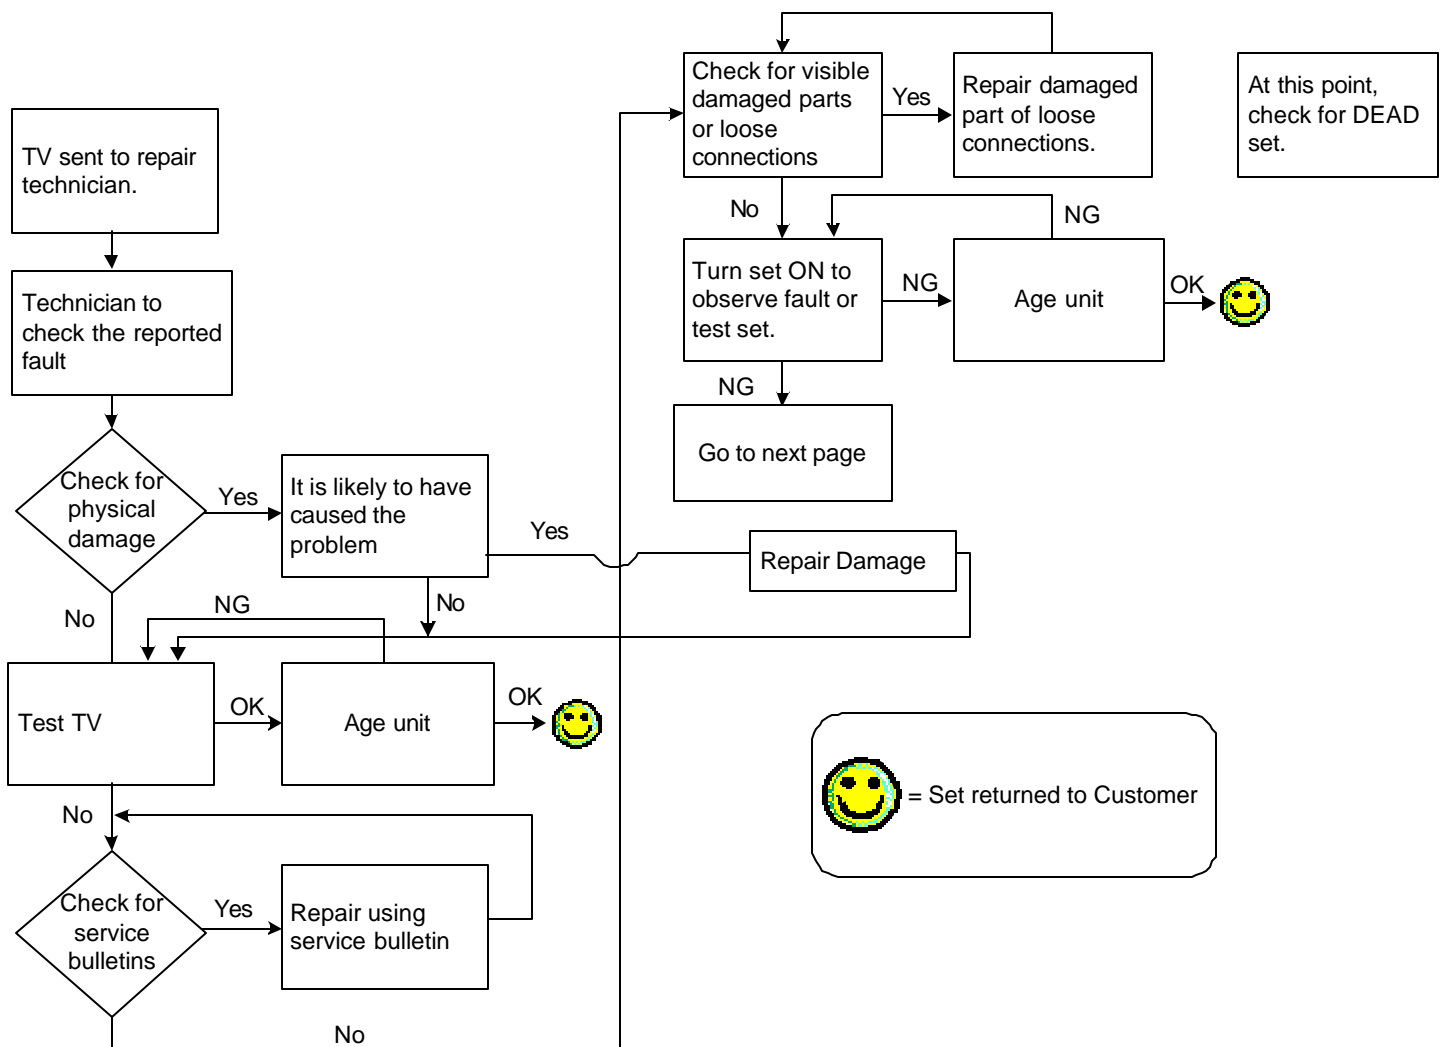 TV sent to repair
technician.
Technician to
check the reported
fault
Check for
physical
damage
Yes
It is likely to have
caused the
problem
Yes
Repair Damage
No
No
NG
Test TV
OK
Age unit
OK
No
Check for
service
bulletins
Yes
Repair using
service bulletin
No
Check for visible
damaged parts
or loose
connections
Yes
Repair damaged
part of loose
connections.
At this point,
check for DEAD
set.
No
NG
Turn set ON to
observe fault or
test set.
NG
Age unit
OK
NG
Go to next page
= Set returned to Customer